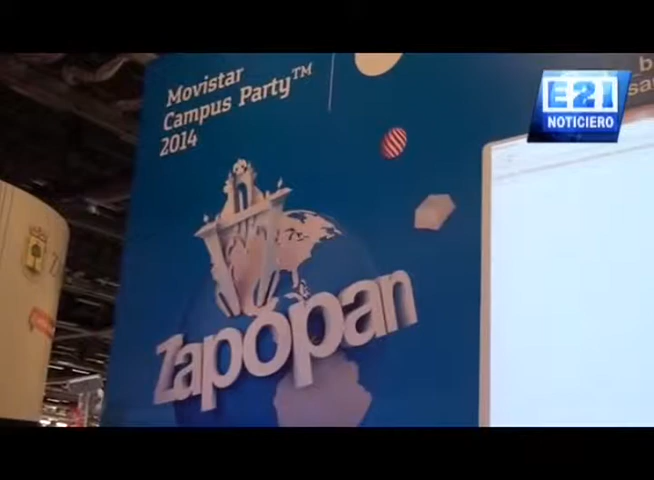 Movistar
Campus Party™
2014
E21
NOTICIERO
Zapopan